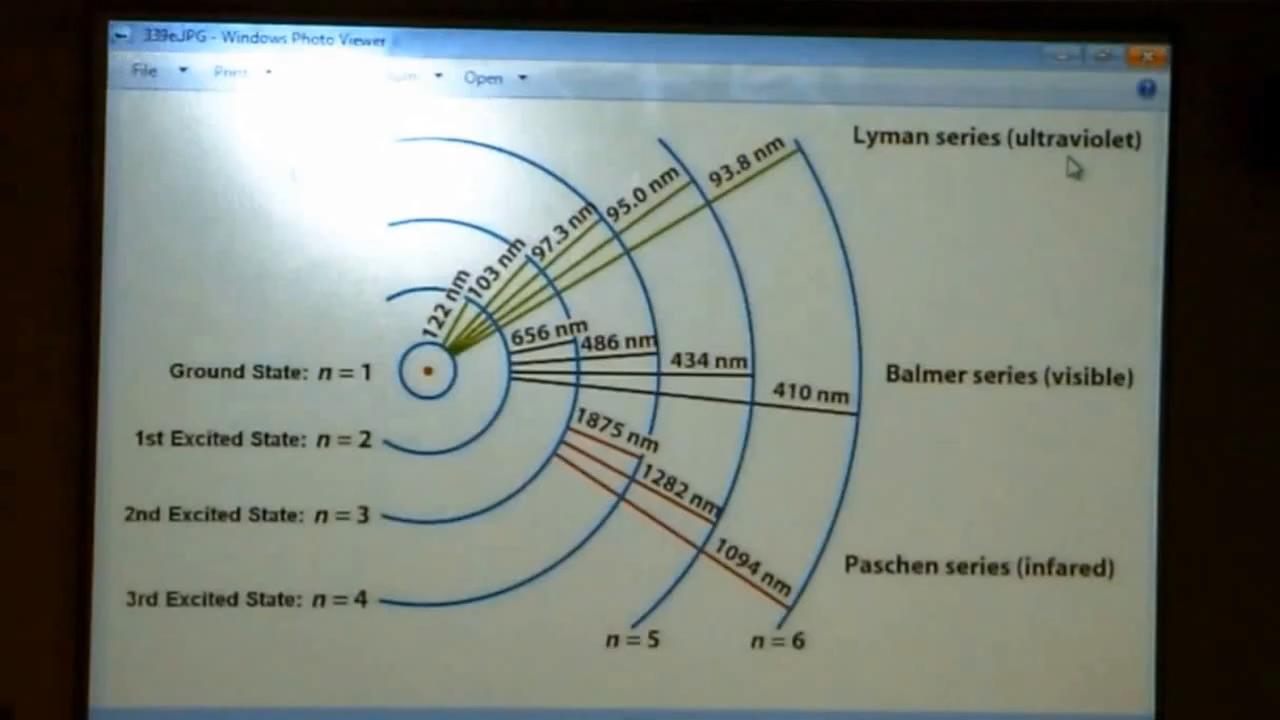 339eJPG - Windows Photo Viewer
File Print Open
Lyman series (ultraviolet)
93.8 nm
95.0 nm
97.3 nm
103 nm
122 nm
656 nm
486 nm
434 nm
410 nm
Ground State: n = 1
Balmer series (visible)
1st Excited State: n = 2
1875 nm
1282 nm
1094 nm
2nd Excited State: n = 3
Paschen series (infared)
3rd Excited State: n = 4
n = 5
n = 6